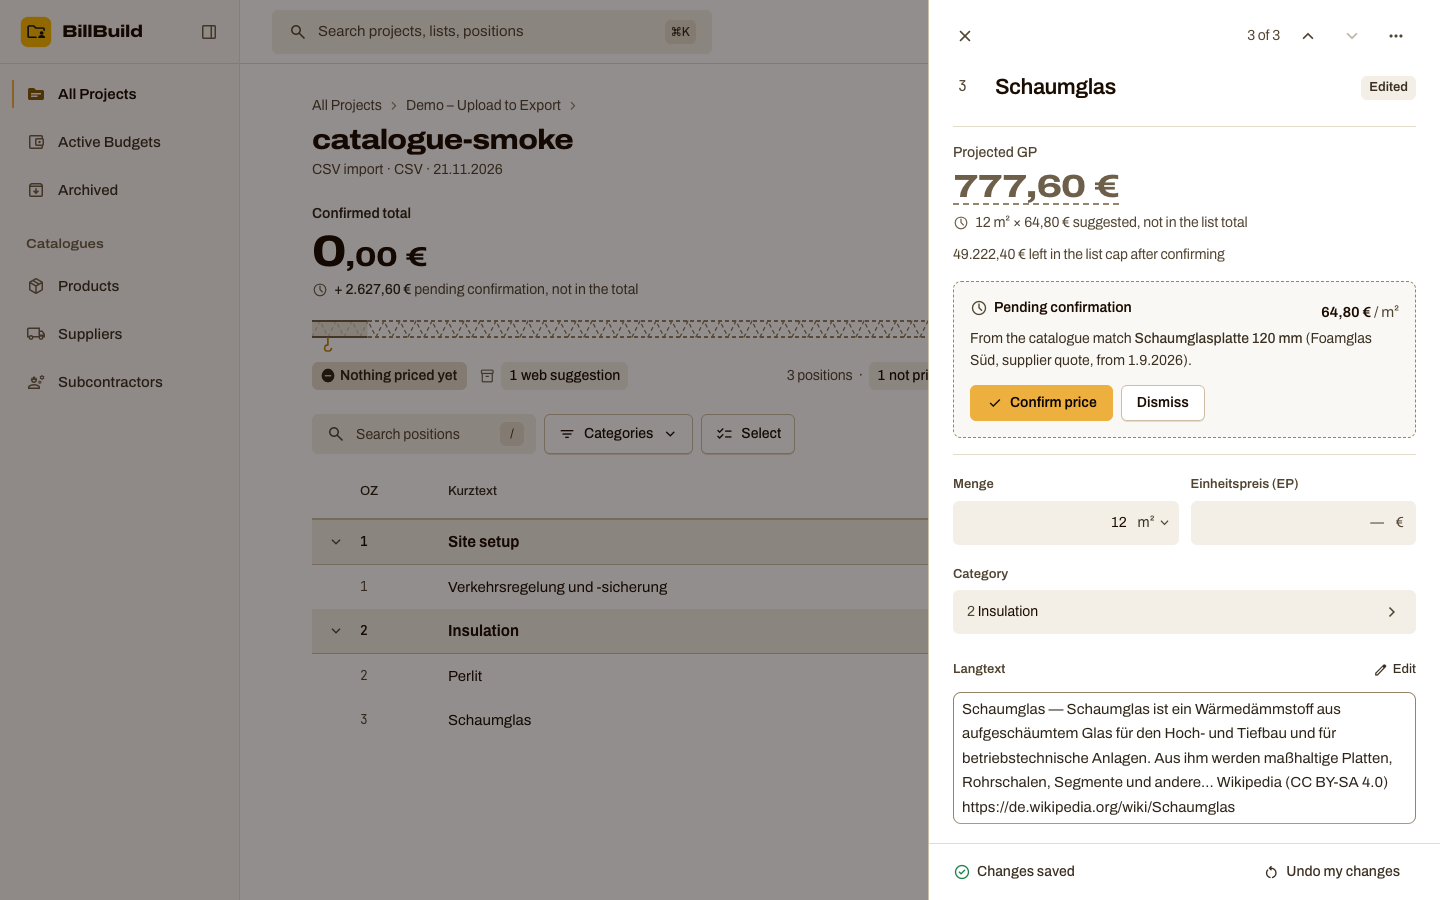 BillBuild
Search projects, lists, positions
⌘K
All Projects
Active Budgets
Archived
Catalogues
Products
Suppliers
Subcontractors
All Projects
Demo – Upload to Export
catalogue-smoke
CSV import · CSV · 21.11.2026
Confirmed total
0,00 €
+ 2.627,60 € pending confirmation, not in the total
Nothing priced yet
1 web suggestion
3 positions ·
1 not pri
Search positions
/
Categories
Select
OZ
Kurztext
1
Site setup
1
Verkehrsregelung und -sicherung
2
Insulation
2
Perlit
3
Schaumglas
3 of 3
3
Schaumglas
Edited
Projected GP
777,60 €
12 m² × 64,80 € suggested, not in the list total
49.222,40 € left in the list cap after confirming
Pending confirmation
64,80 € / m²
From the catalogue match Schaumglasplatte 120 mm (Foamglas
Süd, supplier quote, from 1.9.2026).
Confirm price
Dismiss
Menge
Einheitspreis (EP)
12 m²
— €
Category
2 Insulation
Langtext
Edit
Schaumglas — Schaumglas ist ein Wärmedämmstoff aus
aufgeschäumtem Glas für den Hoch- und Tiefbau und für
betriebstechnische Anlagen. Aus ihm werden maßhaltige Platten,
Rohrschalen, Segmente und andere… Wikipedia (CC BY-SA 4.0)
https://de.wikipedia.org/wiki/Schaumglas
Changes saved
Undo my changes